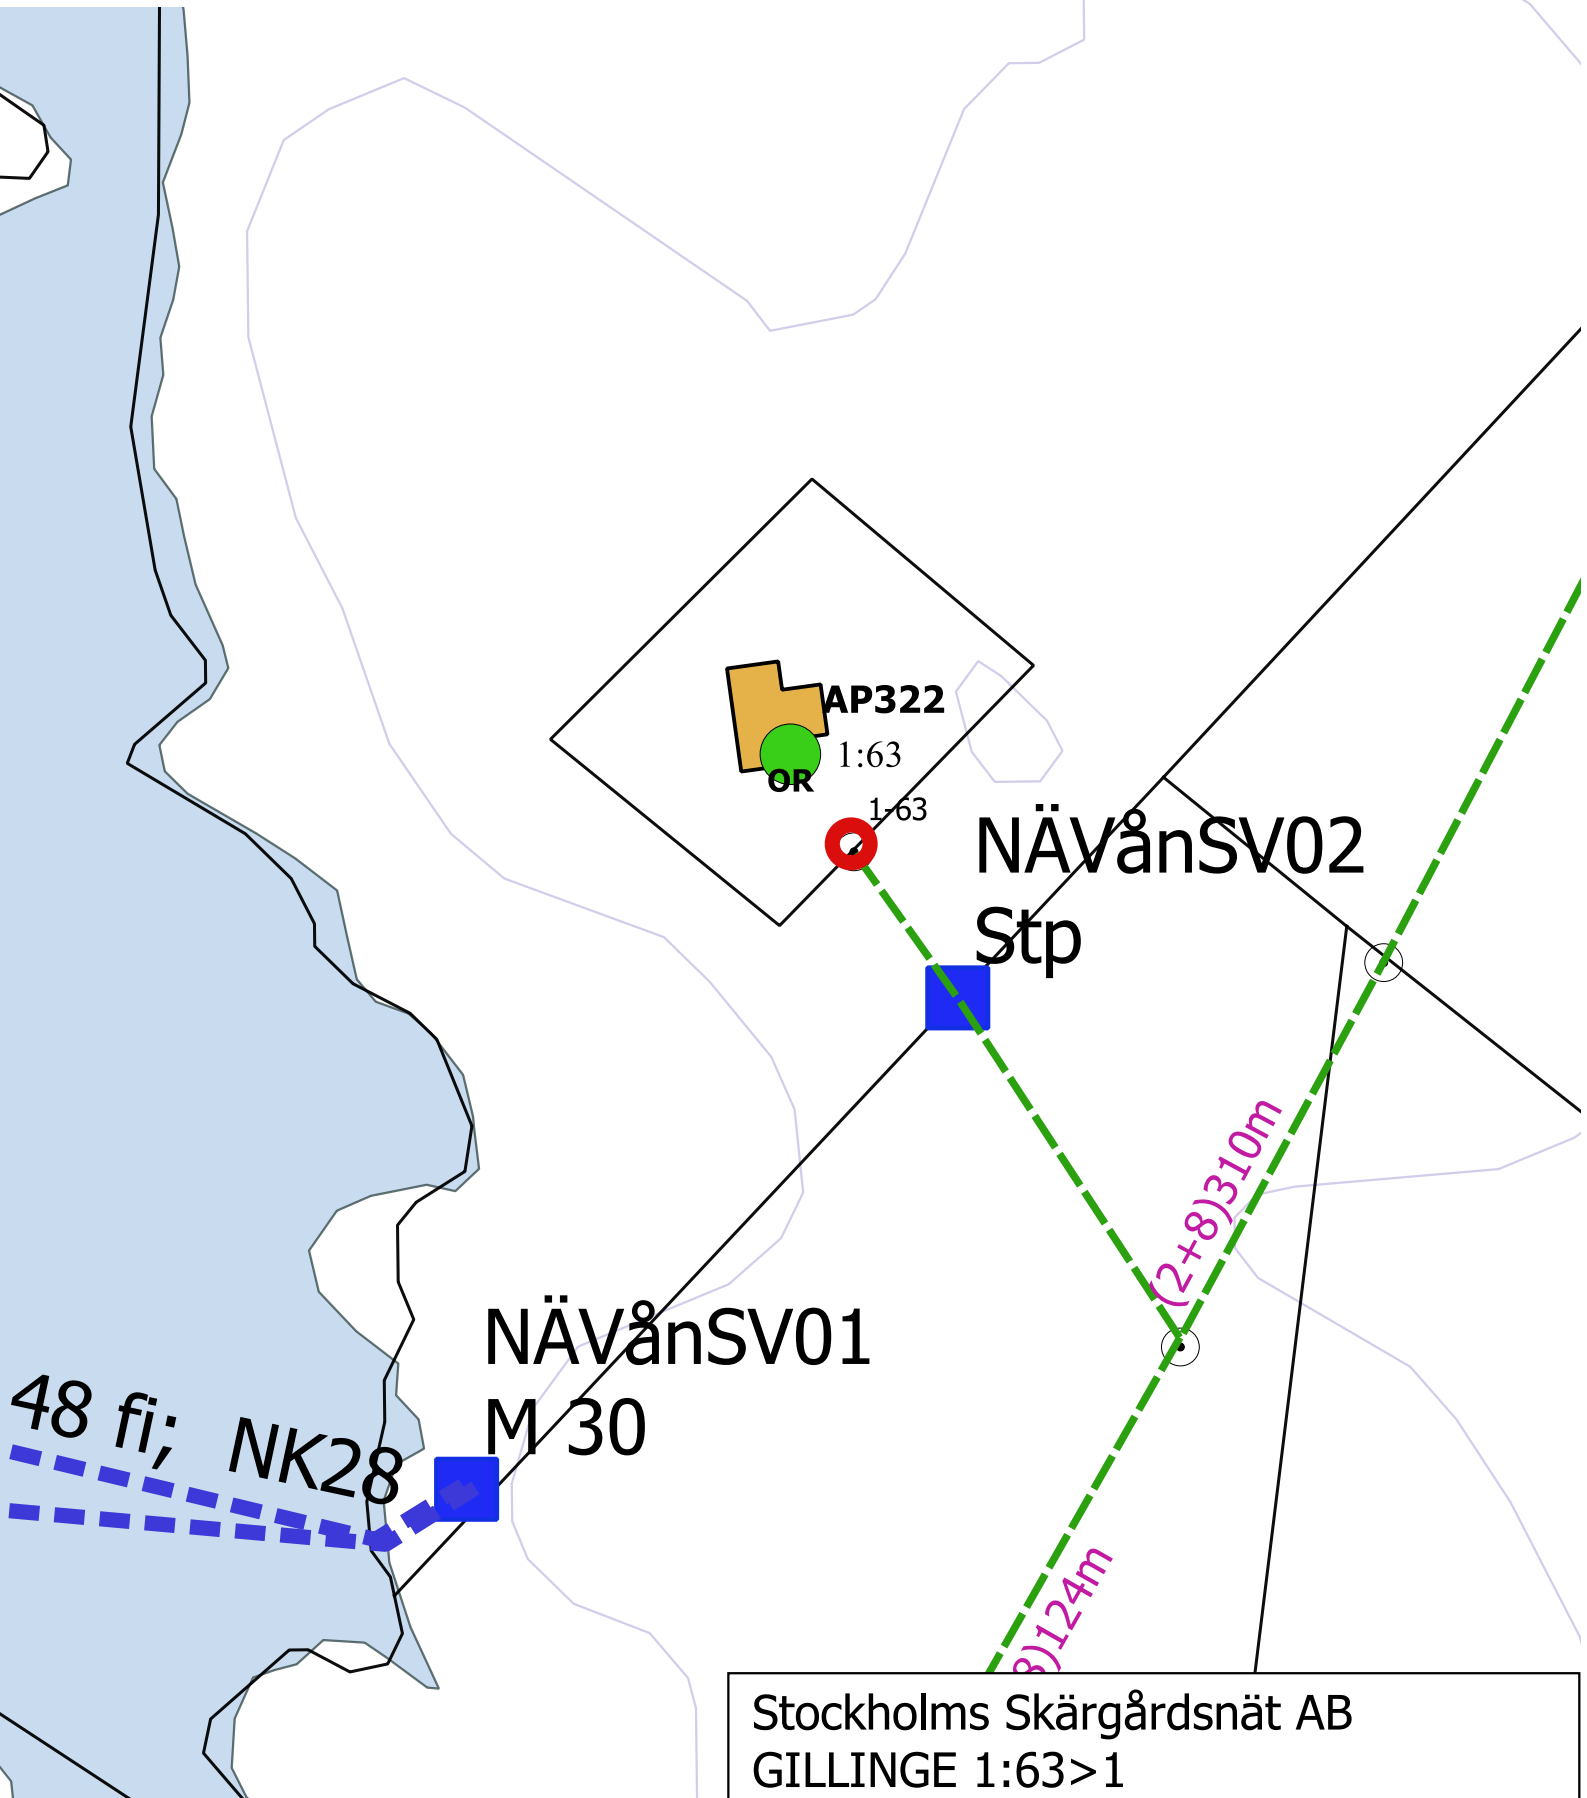 AP322
1:63
OR
1-63
NÄVånSV02
Stp
(2+8)310m
NÄVånSV01
M 30
48 fi; NK28
8)124m
Stockholms Skärgårdsnät AB
GILLINGE 1:63>1